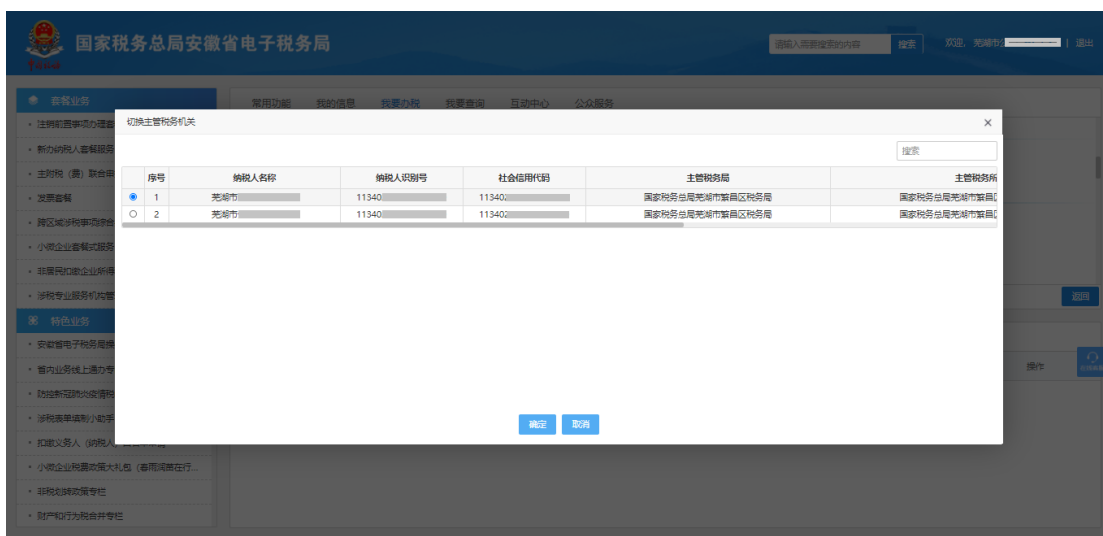 国家税务总局安徽省电子税务局
请输入需要搜索的内容
搜索
欢迎, 芜湖市
| 退出
套餐业务
常用功能 我的信息 我要办税 我要查询 互动中心 公众服务
注销前置事项办理套
新办纳税人套餐服务
主附税（费）联合申
发票套餐
跨区域涉税事项综合
小微企业套餐式服务
非居民扣缴企业所得
涉税专业服务机构管
特色业务
安徽省电子税务局操
省内业务线上通办专
防控新冠肺炎疫情税
涉税表单填制小助手
扣缴义务人（纳税人）
小微企业税费政策大礼包（春雨润苗在行...
非税划转政策专栏
财产和行为税合并专栏
切换主管税务机关 ×
搜索
序号 纳税人名称 纳税人识别号 社会信用代码 主管税务局 主管税务所
1 芜湖市 11340 11340 国家税务总局芜湖市繁昌区税务局 国家税务总局芜湖市繁昌
2 芜湖市 11340 113402 国家税务总局芜湖市繁昌区税务局 国家税务总局芜湖市繁昌
确定 取消
返回
操作